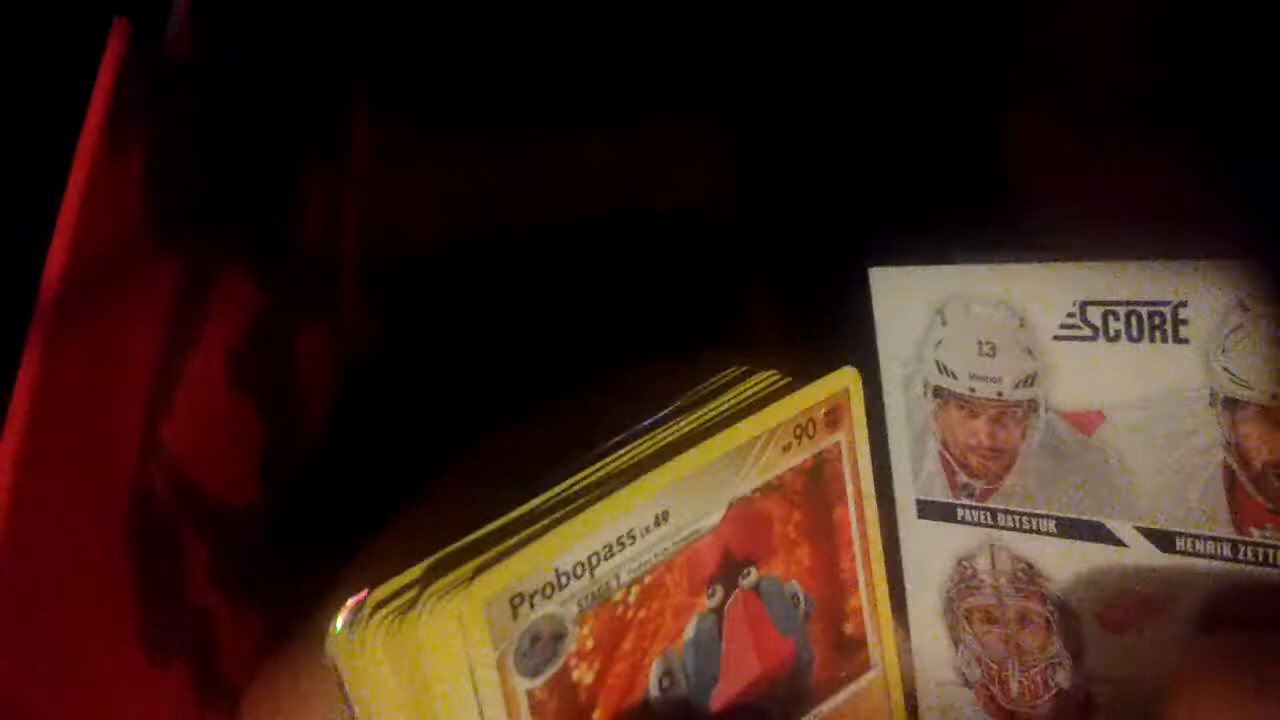 Probopass LV.49
HP 90
STAGE 1
SCORE
13
PAVEL DATSYUK
HENRIK ZETT